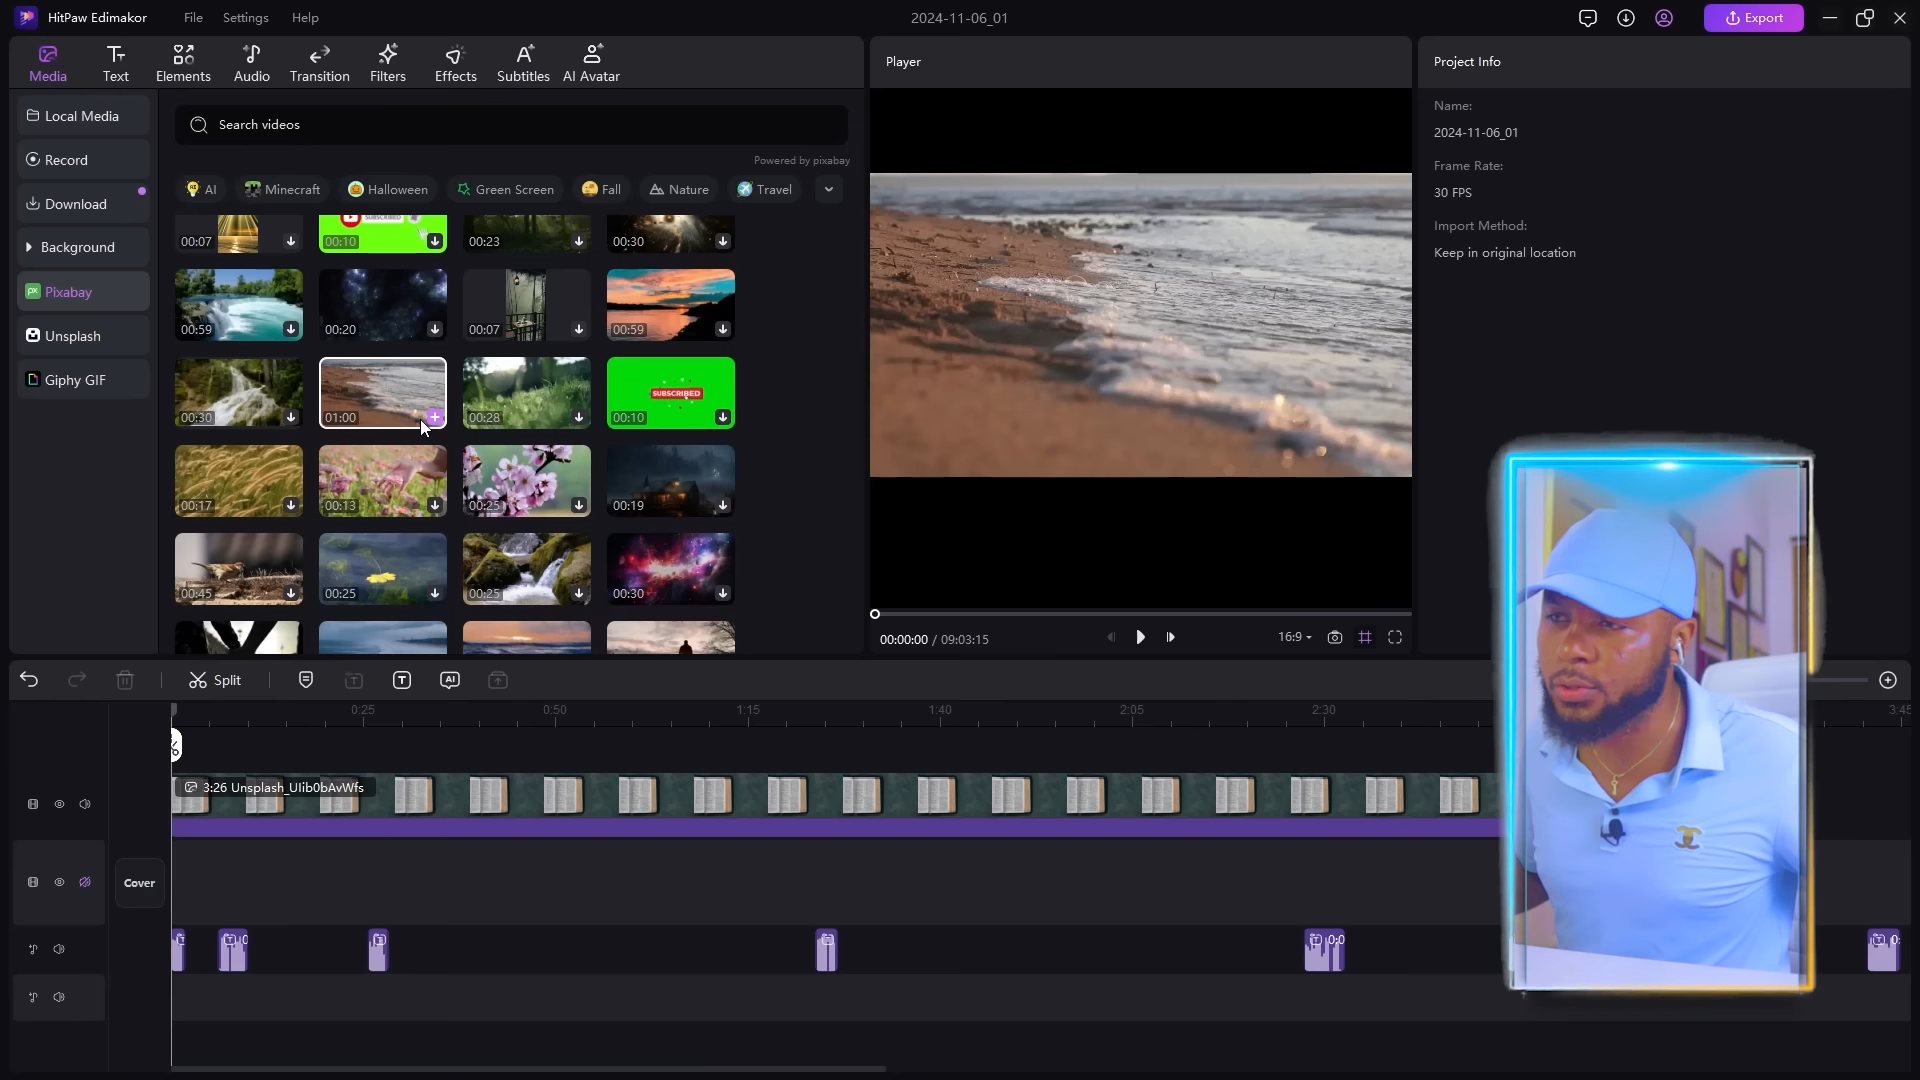 HitPaw Edimakor
File
Settings
Help
2024-11-06_01
Export
Media
Text
Elements
Audio
Transition
Filters
Effects
Subtitles
AI Avatar
Player
Project Info
Local Media
Record
Download
Background
Pixabay
Unsplash
Giphy GIF
Search videos
Powered by pixabay
AI
Minecraft
Halloween
Green Screen
Fall
Nature
Travel
00:07
00:10
00:23
00:30
00:59
00:20
00:07
00:59
00:30
01:00
00:28
SUBSCRIBED
00:10
00:17
00:13
00:25
00:19
00:45
00:25
00:25
00:30
Name:
2024-11-06_01
Frame Rate:
30 FPS
Import Method:
Keep in original location
00:00:00 / 09:03:15
16:9
Split
AI
0:25
0:50
1:15
1:40
2:05
2:30
3:45
3:26 Unsplash_UIib0bAvWfs
Cover
0:0